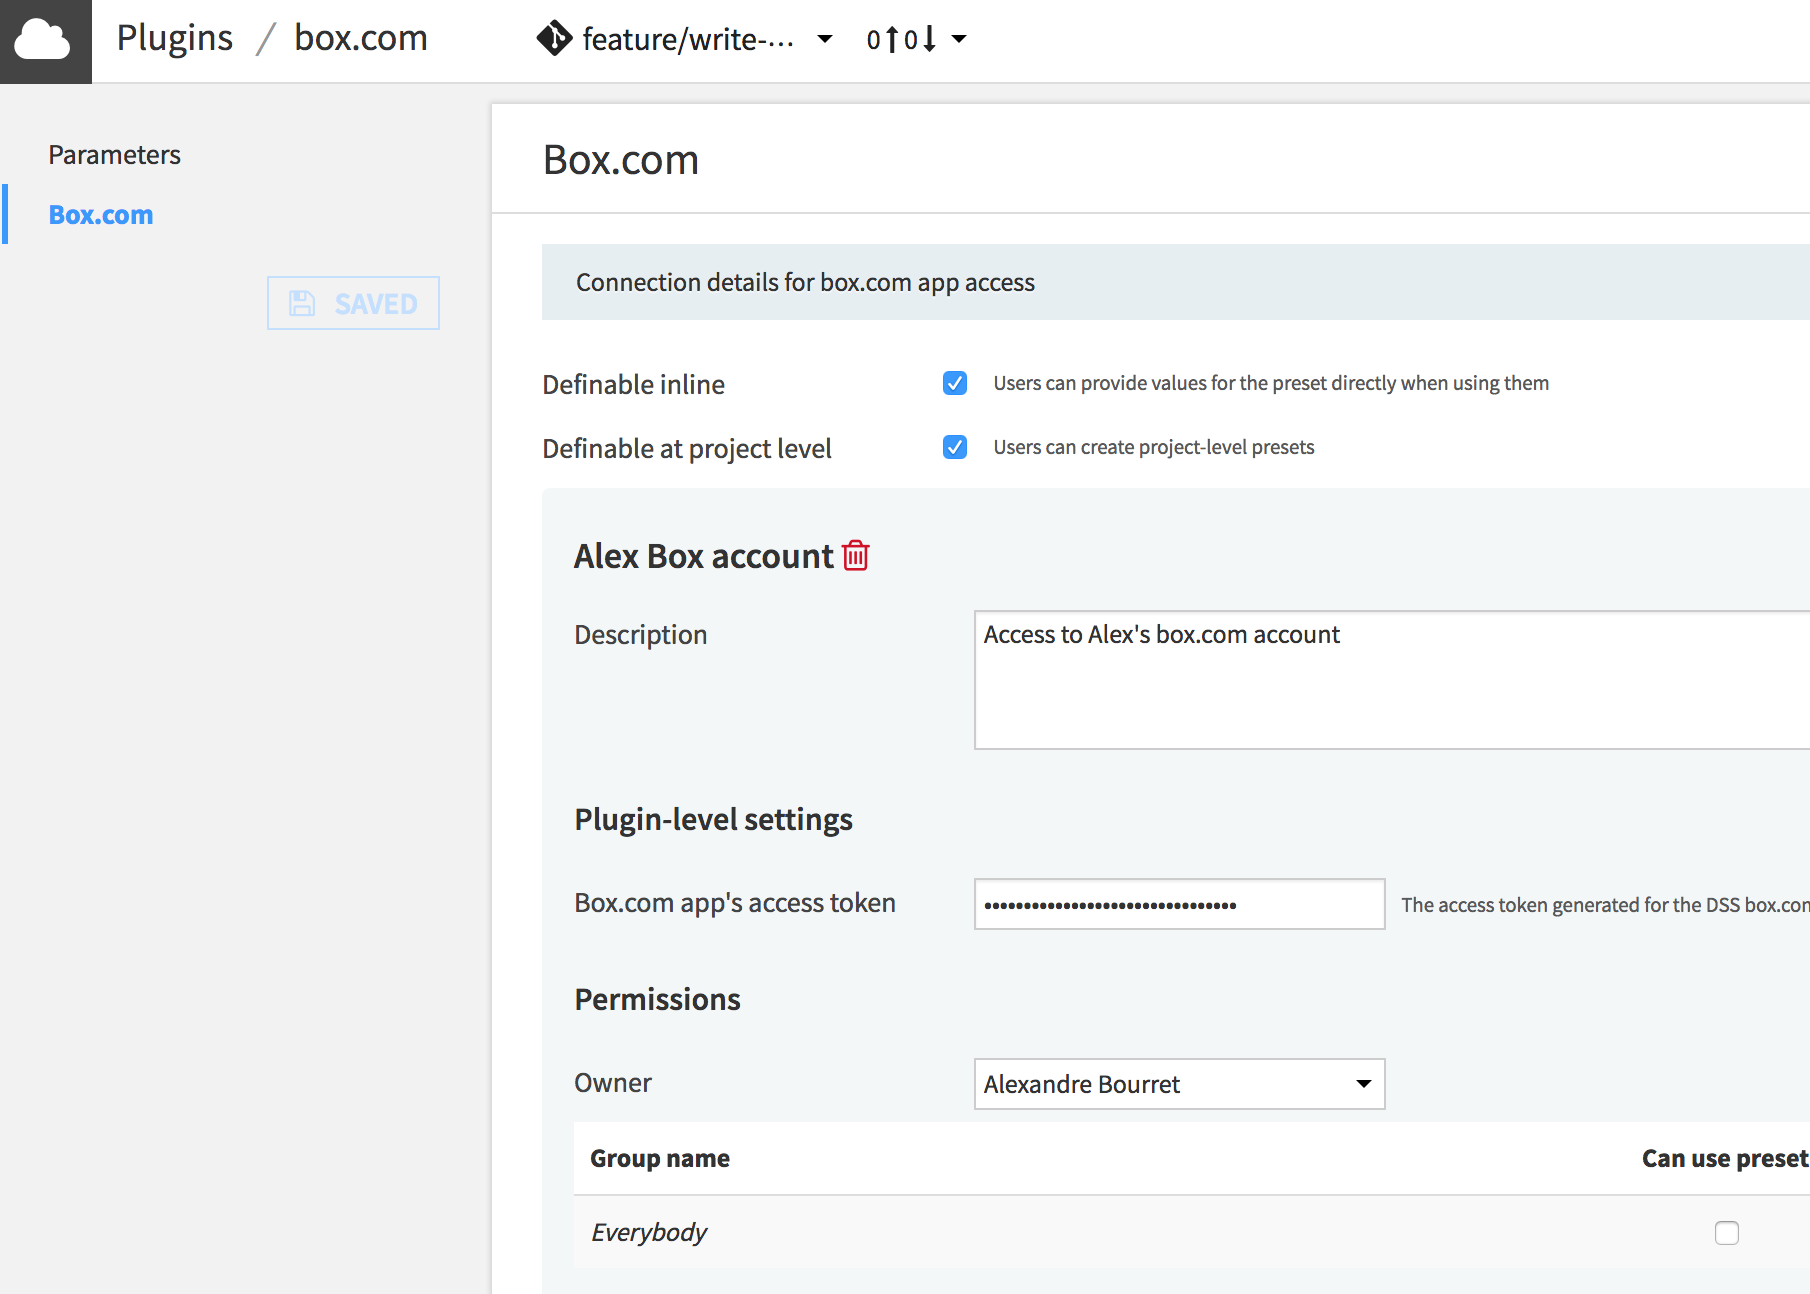 Plugins / box.com feature/write-... 0 0
Parameters
Box.com
SAVED
Box.com
Connection details for box.com app access
Definable inline Users can provide values for the preset directly when using them
Definable at project level Users can create project-level presets
Alex Box account
Description Access to Alex's box.com account
Plugin-level settings
Box.com app's access token •••••••••••••••••••••••••••••••• The access token generated for the DSS box.com
Permissions
Owner Alexandre Bourret
Group name Can use preset
Everybody